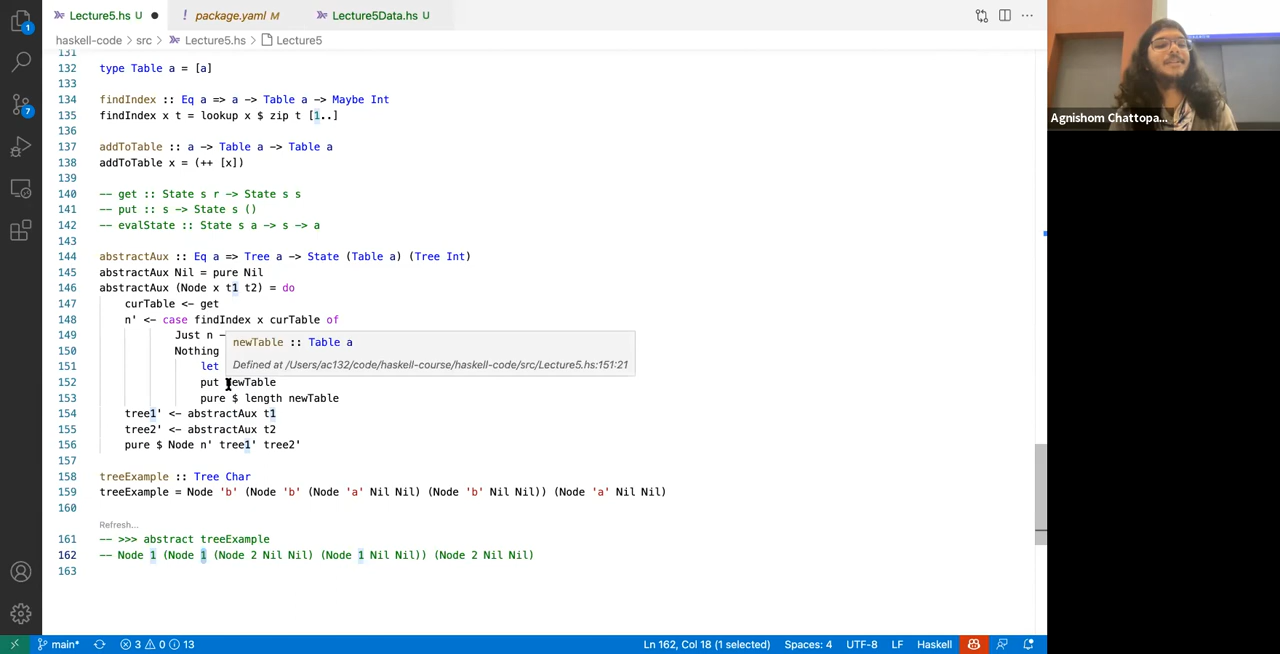 Lecture5.hs U
package.yaml M
Lecture5Data.hs U
haskell-code > src > Lecture5.hs > Lecture5
131
132 type Table a = [a]
133
134 findIndex :: Eq a => a -> Table a -> Maybe Int
135 findIndex x t = lookup x $ zip t [1..]
136
137 addToTable :: a -> Table a -> Table a
138 addToTable x = (++ [x])
139
140 -- get :: State s r -> State s s
141 -- put :: s -> State s ()
142 -- evalState :: State s a -> s -> a
143
144 abstractAux :: Eq a => Tree a -> State (Table a) (Tree Int)
145 abstractAux Nil = pure Nil
146 abstractAux (Node x t1 t2) = do
147 curTable <- get
148 n' <- case findIndex x curTable of
149 Just n -
newTable :: Table a
150 Nothing
Defined at /Users/ac132/code/haskell-course/haskell-code/src/Lecture5.hs:151:21
151 let
152 put newTable
153 pure $ length newTable
154 tree1' <- abstractAux t1
155 tree2' <- abstractAux t2
156 pure $ Node n' tree1' tree2'
157
158 treeExample :: Tree Char
159 treeExample = Node 'b' (Node 'b' (Node 'a' Nil Nil) (Node 'b' Nil Nil)) (Node 'a' Nil Nil)
160
Refresh...
161 -- >>> abstract treeExample
162 -- Node 1 (Node 1 (Node 2 Nil Nil) (Node 1 Nil Nil)) (Node 2 Nil Nil)
163
1
7
main* 3 0 13
Ln 162, Col 18 (1 selected) Spaces: 4 UTF-8 LF Haskell
Agnishom Chattopa...